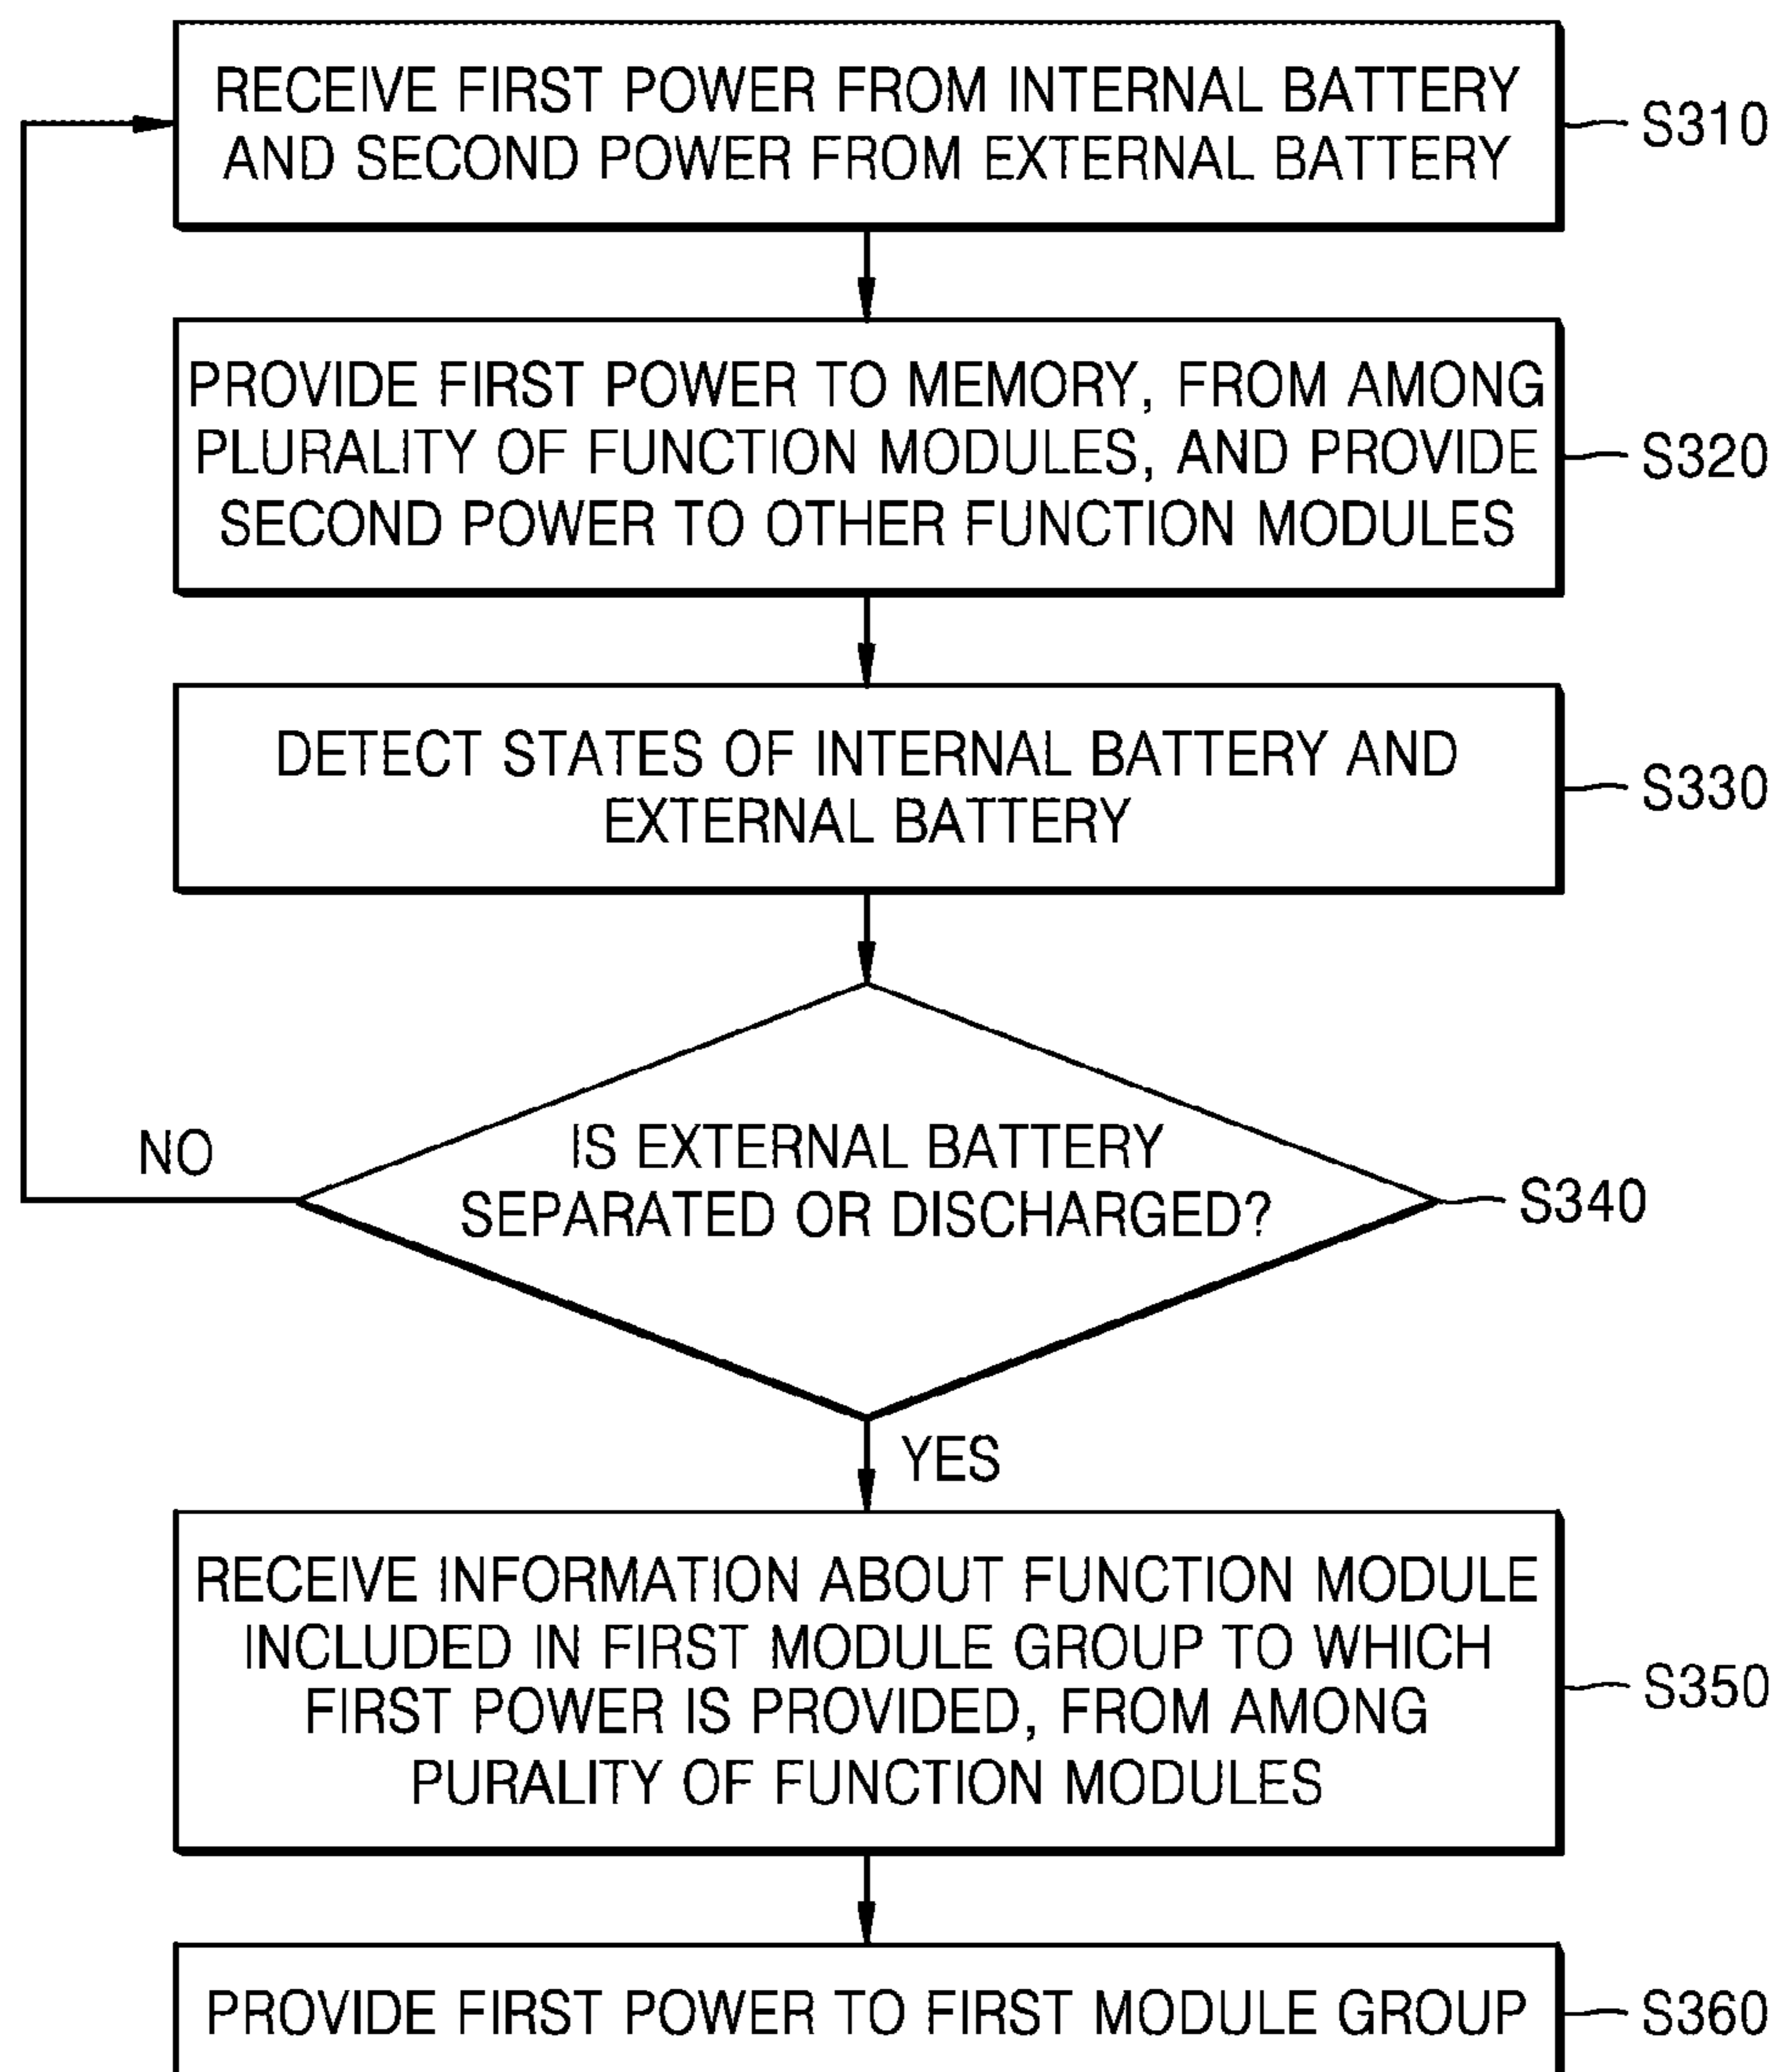 RECEIVE FIRST POWER FROM INTERNAL BATTERY
AND SECOND POWER FROM EXTERNAL BATTERY
S310
PROVIDE FIRST POWER TO MEMORY, FROM AMONG
PLURALITY OF FUNCTION MODULES, AND PROVIDE
SECOND POWER TO OTHER FUNCTION MODULES
S320
DETECT STATES OF INTERNAL BATTERY AND
EXTERNAL BATTERY
S330
IS EXTERNAL BATTERY
SEPARATED OR DISCHARGED?
S340
NO
YES
RECEIVE INFORMATION ABOUT FUNCTION MODULE
INCLUDED IN FIRST MODULE GROUP TO WHICH
FIRST POWER IS PROVIDED, FROM AMONG
PURALITY OF FUNCTION MODULES
S350
PROVIDE FIRST POWER TO FIRST MODULE GROUP
S360